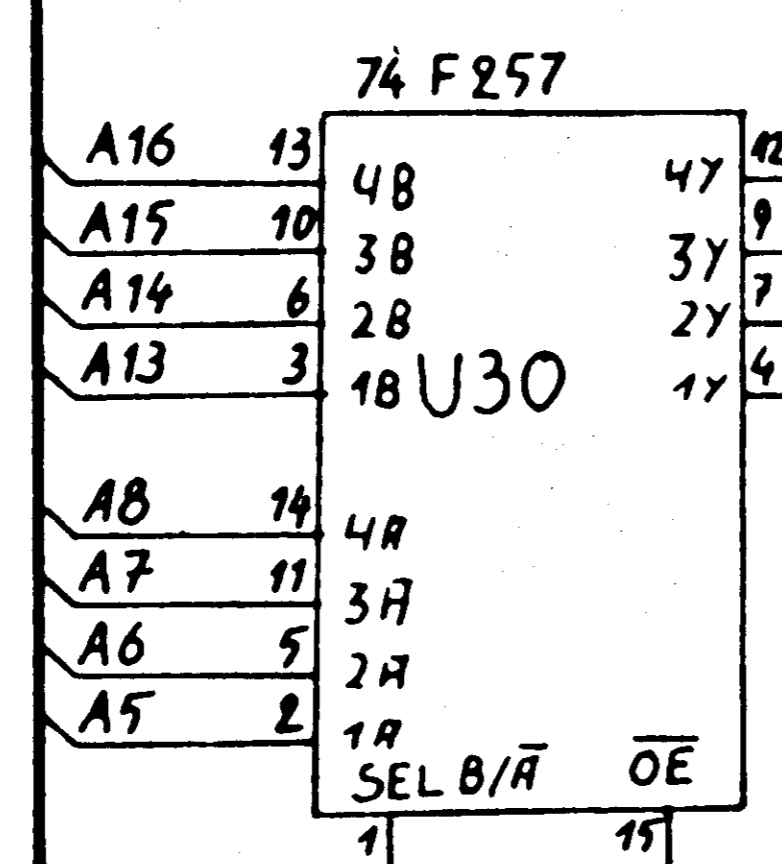 74 F257
A16 13 4B 4Y 12
A15 10 3B 3Y 9
A14 6 2B 2Y 7
A13 3 1B U30 1Y 4
A8 14 4A
A7 11 3A
A6 5 2A
A5 2 1A
SEL B/A̅ O̅E̅
1 15